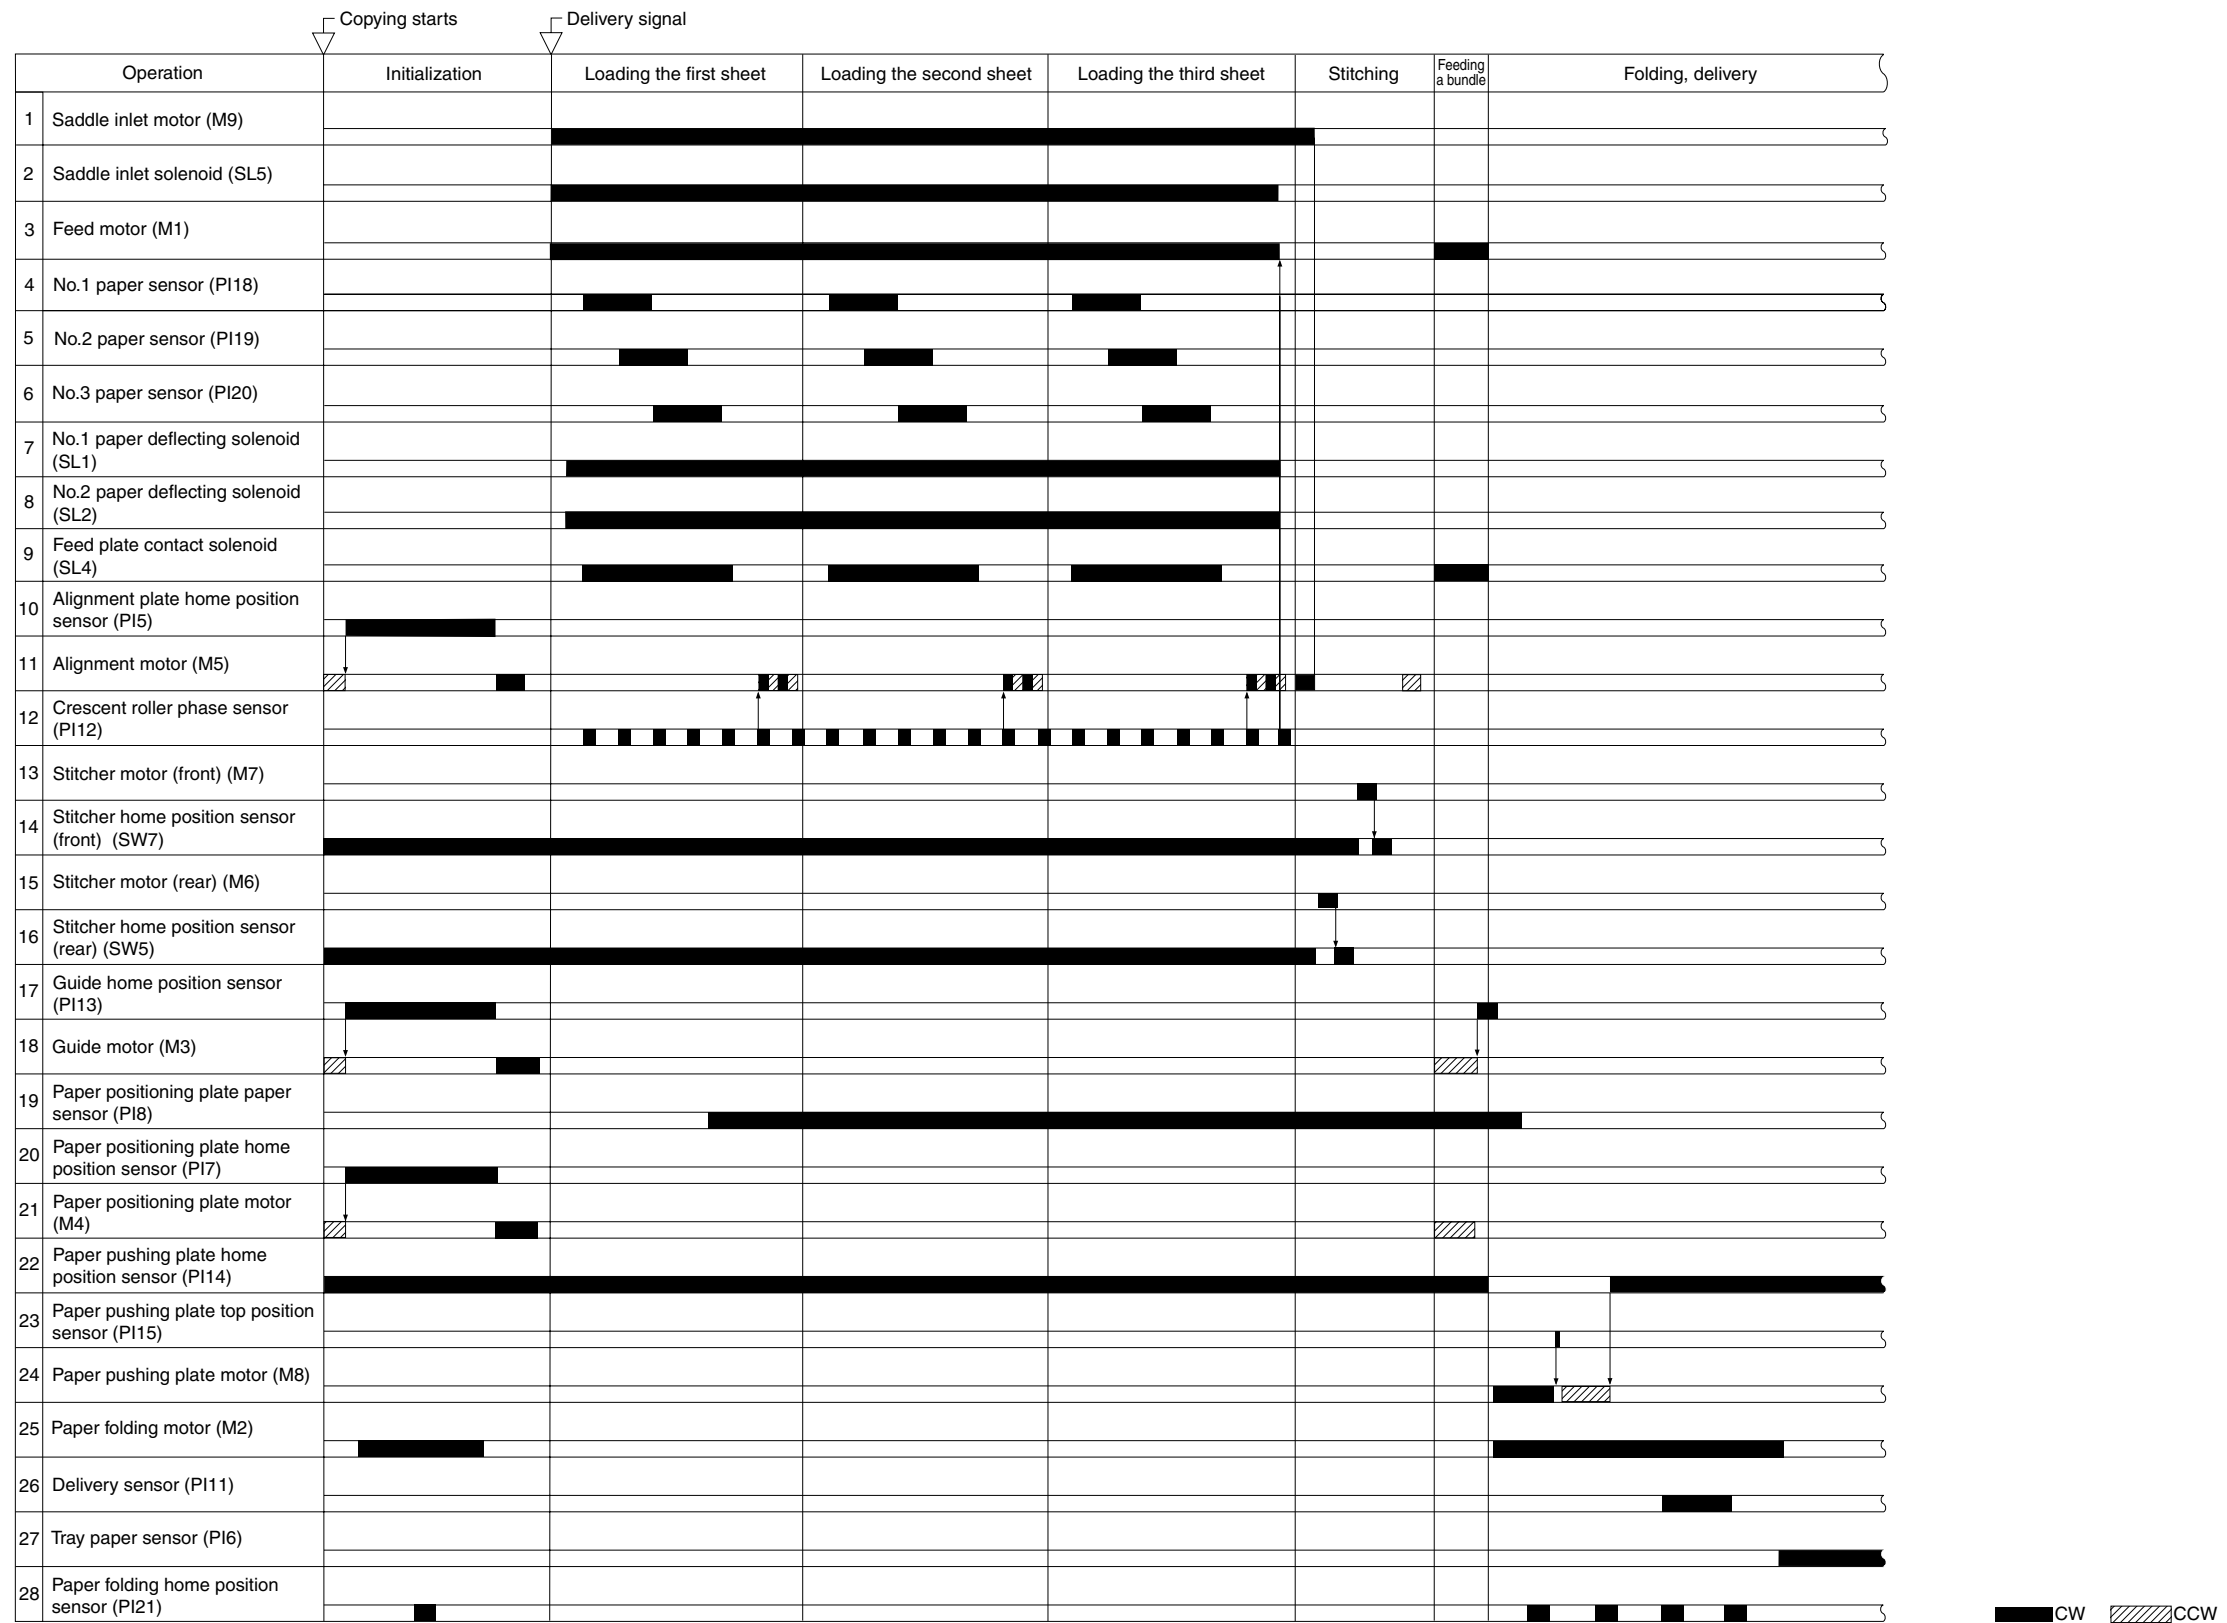 Copying starts
Delivery signal
Operation
Initialization
Loading the first sheet
Loading the second sheet
Loading the third sheet
Stitching
Feeding
a bundle
Folding, delivery
1 Saddle inlet motor (M9)
2 Saddle inlet solenoid (SL5)
3 Feed motor (M1)
4 No.1 paper sensor (PI18)
5 No.2 paper sensor (PI19)
6 No.3 paper sensor (PI20)
7 No.1 paper deflecting solenoid
(SL1)
8 No.2 paper deflecting solenoid
(SL2)
9 Feed plate contact solenoid
(SL4)
10 Alignment plate home position
sensor (PI5)
11 Alignment motor (M5)
12 Crescent roller phase sensor
(PI12)
13 Stitcher motor (front) (M7)
14 Stitcher home position sensor
(front) (SW7)
15 Stitcher motor (rear) (M6)
16 Stitcher home position sensor
(rear) (SW5)
17 Guide home position sensor
(PI13)
18 Guide motor (M3)
19 Paper positioning plate paper
sensor (PI8)
20 Paper positioning plate home
position sensor (PI7)
21 Paper positioning plate motor
(M4)
22 Paper pushing plate home
position sensor (PI14)
23 Paper pushing plate top position
sensor (PI15)
24 Paper pushing plate motor (M8)
25 Paper folding motor (M2)
26 Delivery sensor (PI11)
27 Tray paper sensor (PI6)
28 Paper folding home position
sensor (PI21)
CW
CCW